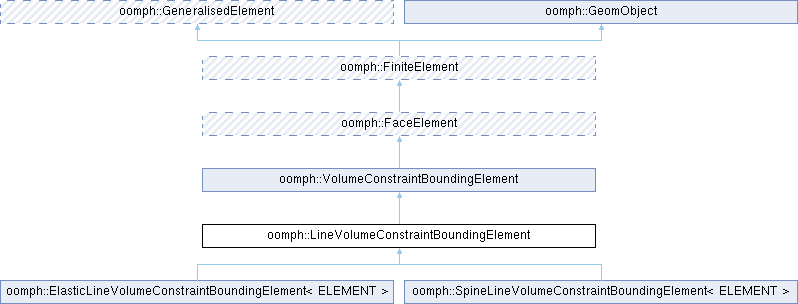 oomph::GeneralisedElement
oomph::GeomObject
oomph::FiniteElement
oomph::FaceElement
oomph::VolumeConstraintBoundingElement
oomph::LineVolumeConstraintBoundingElement
oomph::ElasticLineVolumeConstraintBoundingElement< ELEMENT >
oomph::SpineLineVolumeConstraintBoundingElement< ELEMENT >